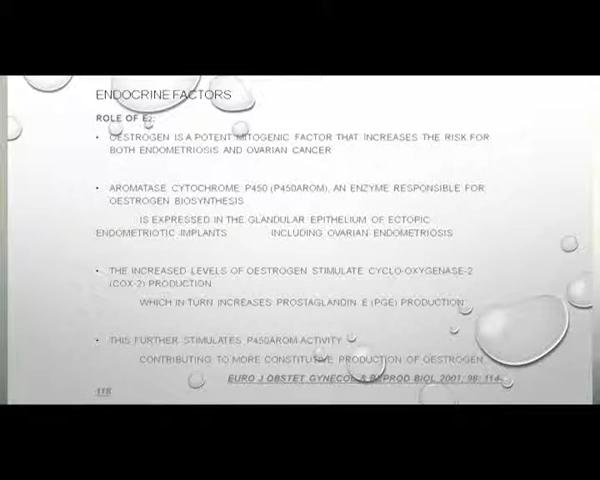 ENDOCRINE FACTORS
ROLE OF E2:
• OESTROGEN IS A POTENT MITOGENIC FACTOR THAT INCREASES THE RISK FOR
BOTH ENDOMETRIOSIS AND OVARIAN CANCER
• AROMATASE CYTOCHROME P450 (P450AROM), AN ENZYME RESPONSIBLE FOR
OESTROGEN BIOSYNTHESIS
IS EXPRESSED IN THE GLANDULAR EPITHELIUM OF ECTOPIC
ENDOMETRIOTIC IMPLANTS INCLUDING OVARIAN ENDOMETRIOSIS
• THE INCREASED LEVELS OF OESTROGEN STIMULATE CYCLO-OXYGENASE-2
(COX-2) PRODUCTION
WHICH IN TURN INCREASES PROSTAGLANDIN E (PGE) PRODUCTION
• THIS FURTHER STIMULATES P450AROM ACTIVITY
CONTRIBUTING TO MORE CONSTITUTIVE PRODUCTION OF OESTROGEN
EURO J OBSTET GYNECOL & REPROD BIOL 2001; 98: 114-
118